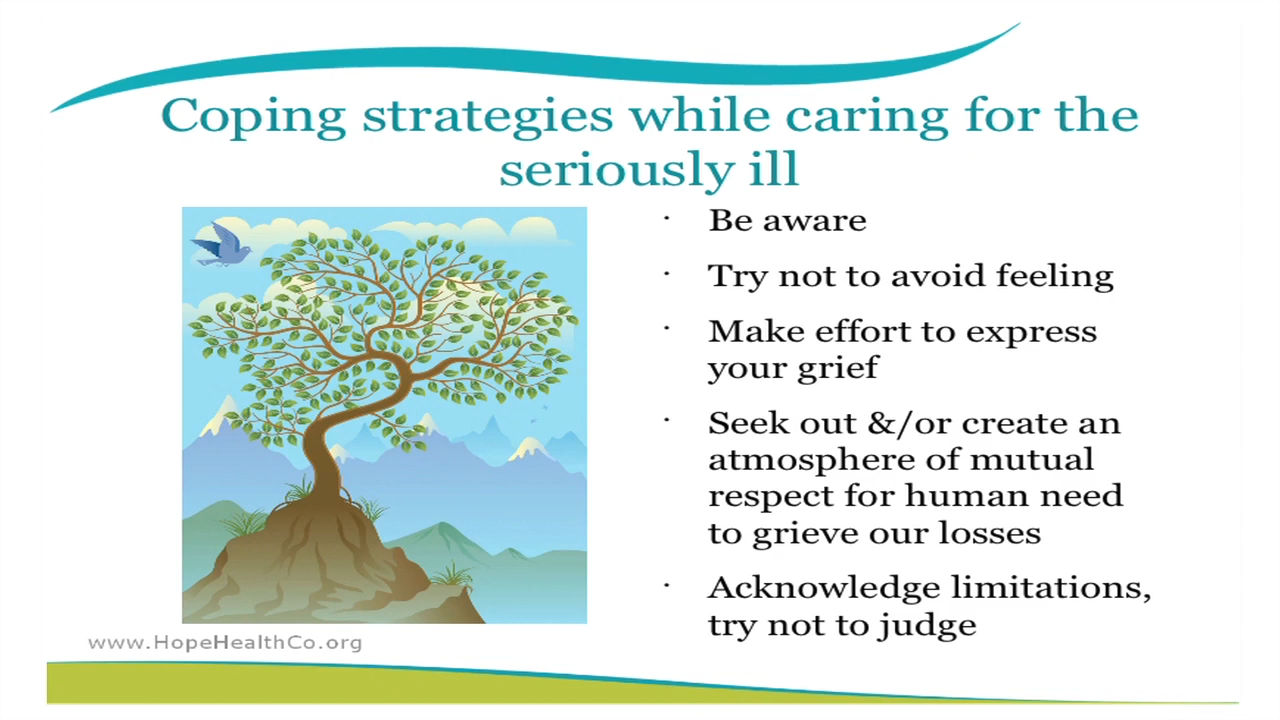 Coping strategies while caring for the
seriously ill
· Be aware
· Try not to avoid feeling
· Make effort to express
your grief
· Seek out &/or create an
atmosphere of mutual
respect for human need
to grieve our losses
· Acknowledge limitations,
try not to judge
www.HopeHealthCo.org